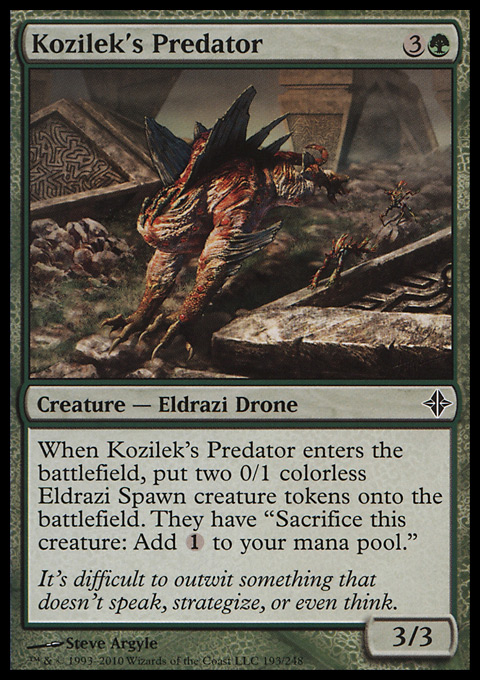 Kozilek's Predator 3
Creature — Eldrazi Drone
When Kozilek's Predator enters the
battlefield, put two 0/1 colorless
Eldrazi Spawn creature tokens onto the
battlefield. They have “Sacrifice this
creature: Add 1 to your mana pool.”
It's difficult to outwit something that
doesn't speak, strategize, or even think.
Steve Argyle
3/3
™ & © 1993–2010 Wizards of the Coast LLC 193/248